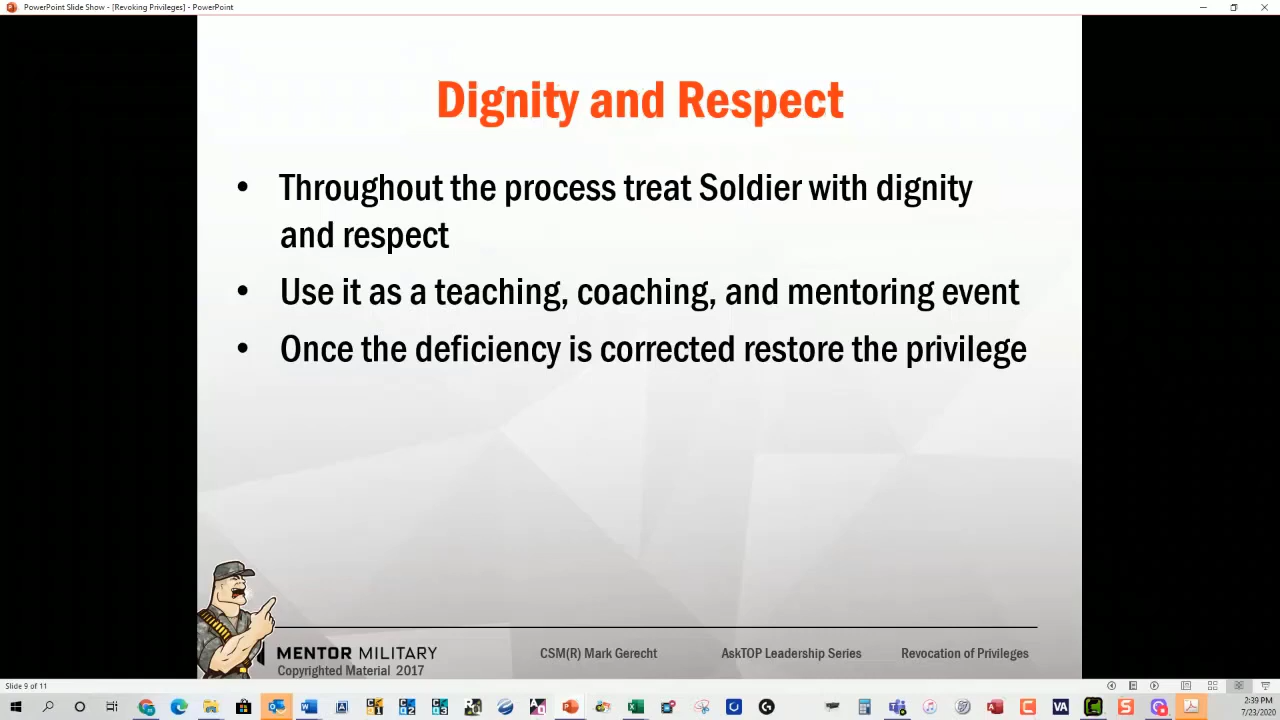 PowerPoint Slide Show - [Revoking Privileges] - PowerPoint
Dignity and Respect
• Throughout the process treat Soldier with dignity
and respect
• Use it as a teaching, coaching, and mentoring event
• Once the deficiency is corrected restore the privilege
MENTOR MILITARY
Copyrighted Material 2017
CSM(R) Mark Gerecht
AskTOP Leadership Series
Revocation of Privileges
Slide 9 of 11
VA
2:39 PM
7/23/2020